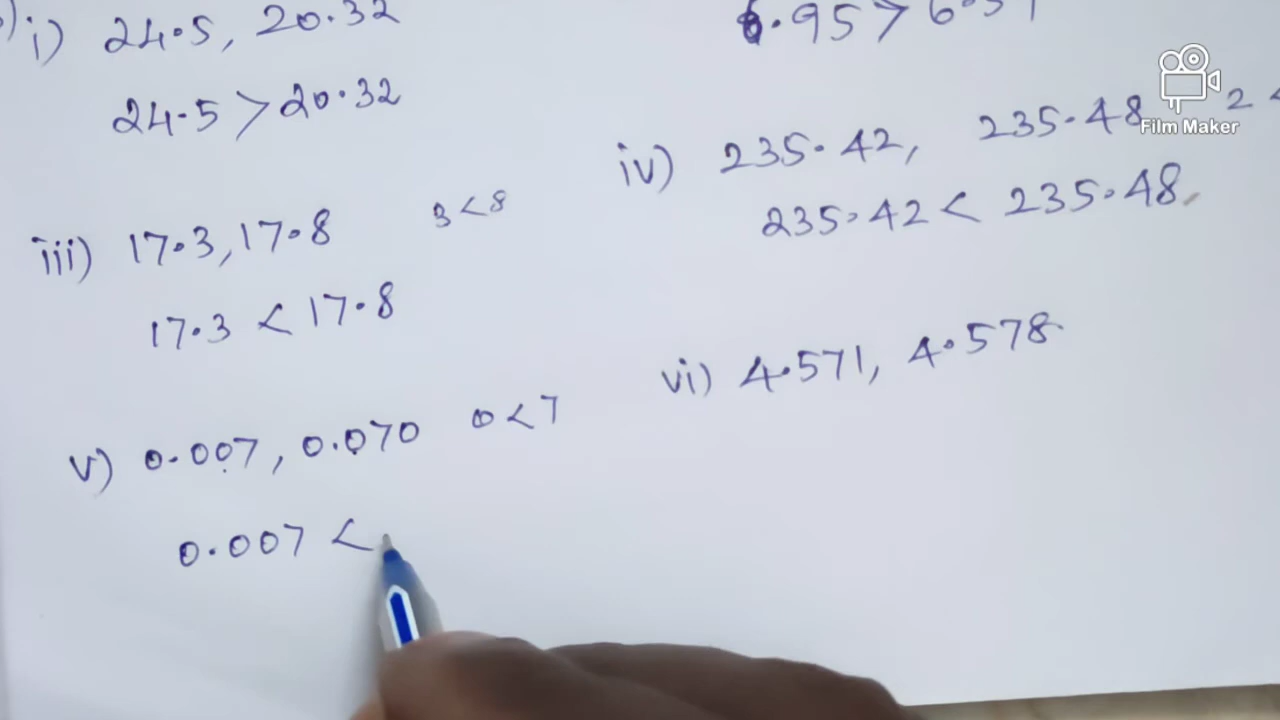 i) 24.5, 20.32
24.5 > 20.32
6.95 >
iii) 17.3, 17.8 3 < 8
17.3 < 17.8
iv) 235.42, 235.48 2 <
235.42 < 235.48
v) 0.007, 0.070 0 < 7
0.007 <
vi) 4.571, 4.578
Film Maker